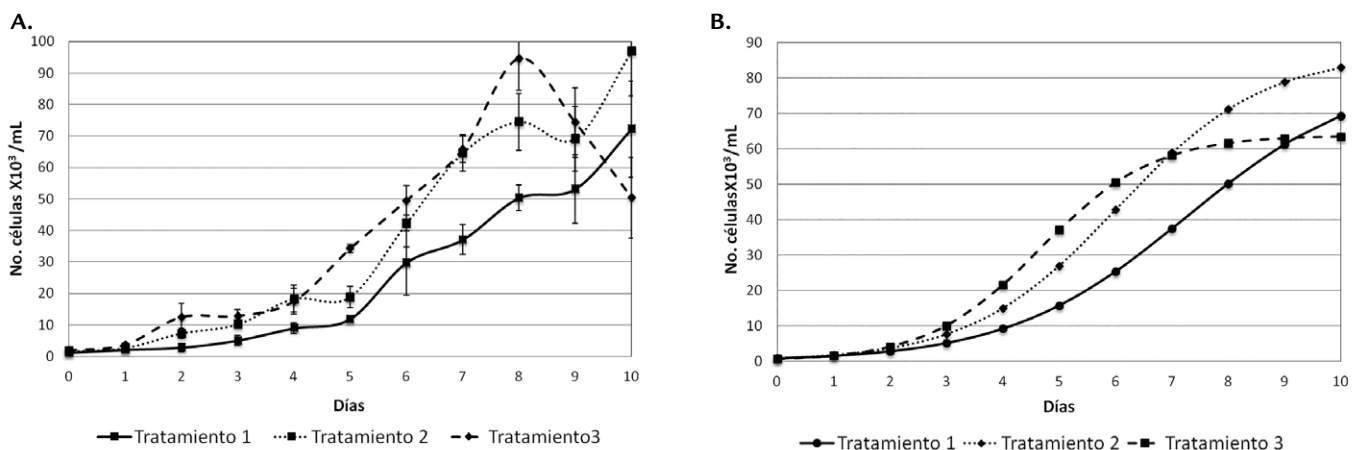 A.
No. células X10³/mL
100
90
80
70
60
50
40
30
20
10
0
0 1 2 3 4 5 6 7 8 9 10
Días
Tratamiento 1 Tratamiento 2 Tratamiento3
B.
No. célulasX10³/mL
90
80
70
60
50
40
30
20
10
0
0 1 2 3 4 5 6 7 8 9 10
Días
Tratamiento 1 Tratamiento 2 Tratamiento 3